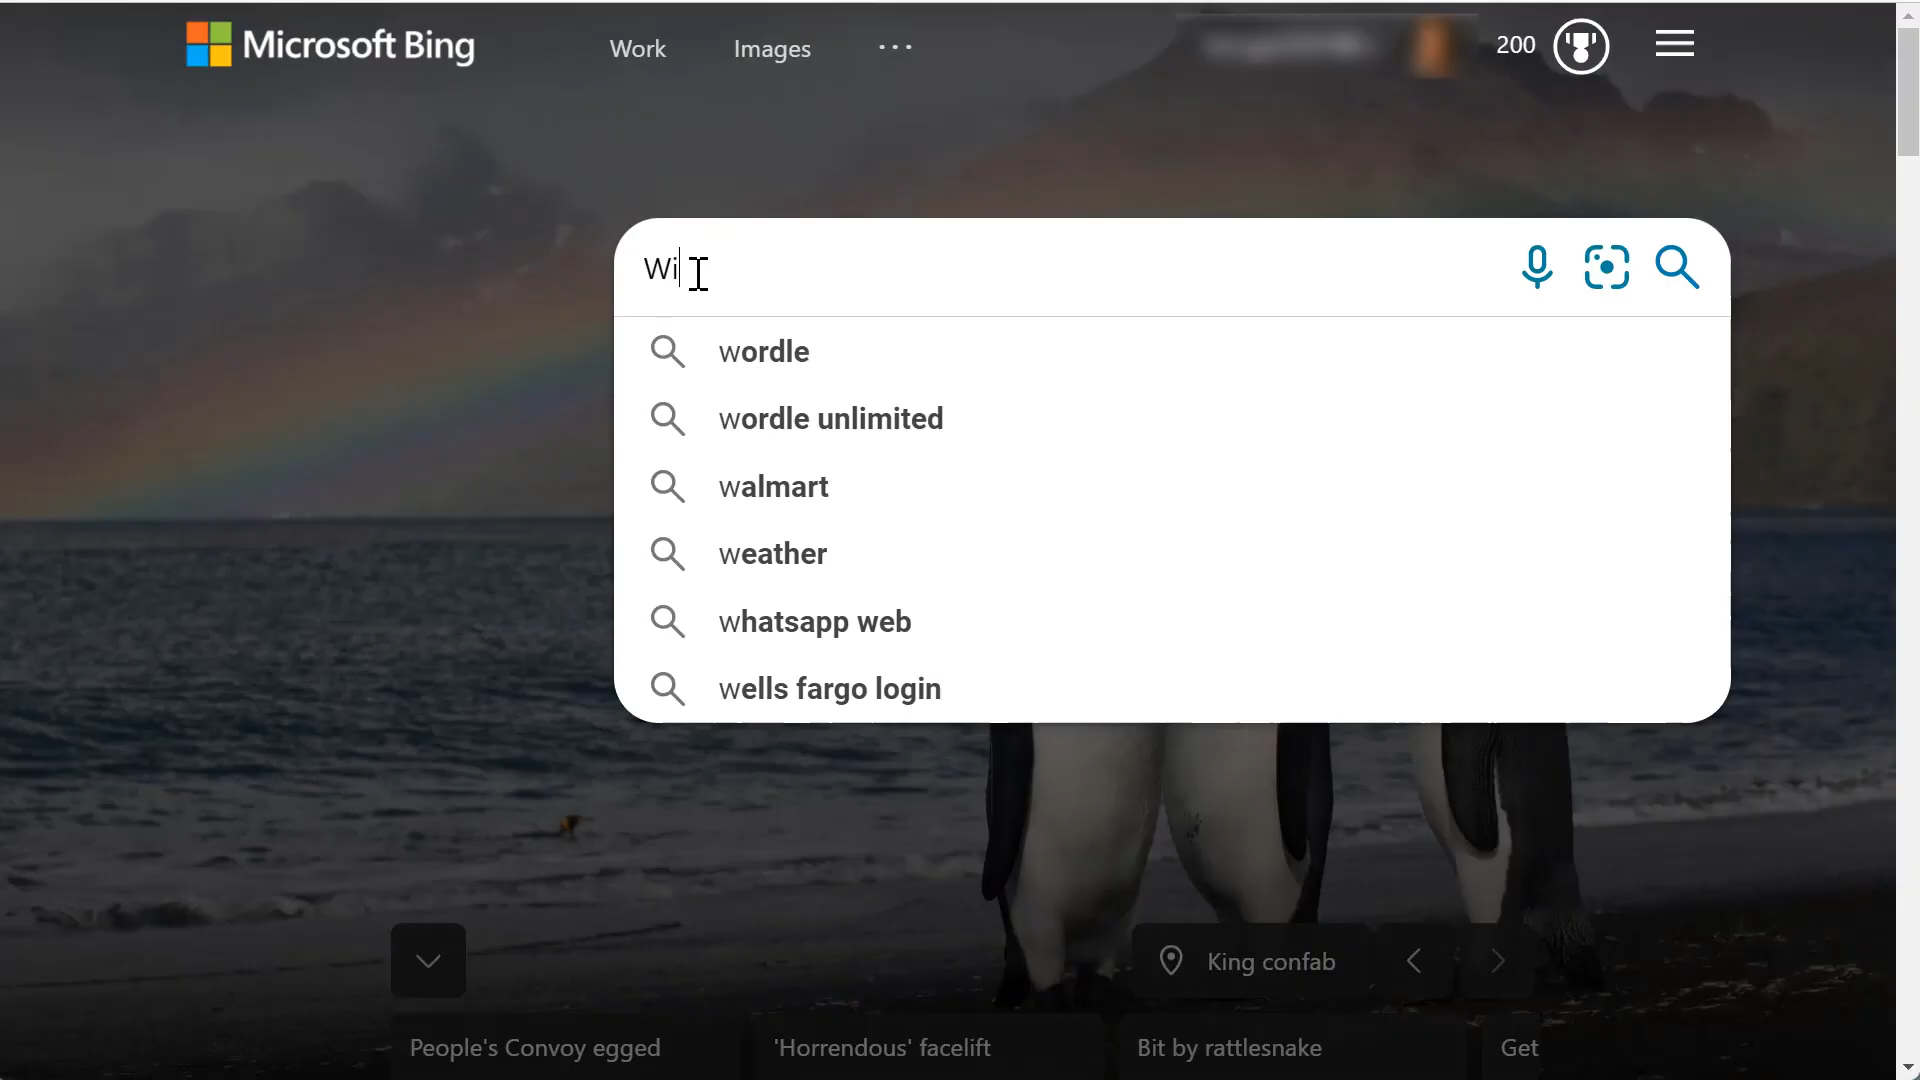 Microsoft Bing
Work
Images
200
Wi
wordle
wordle unlimited
walmart
weather
whatsapp web
wells fargo login
King confab
People's Convoy egged
'Horrendous' facelift
Bit by rattlesnake
Get